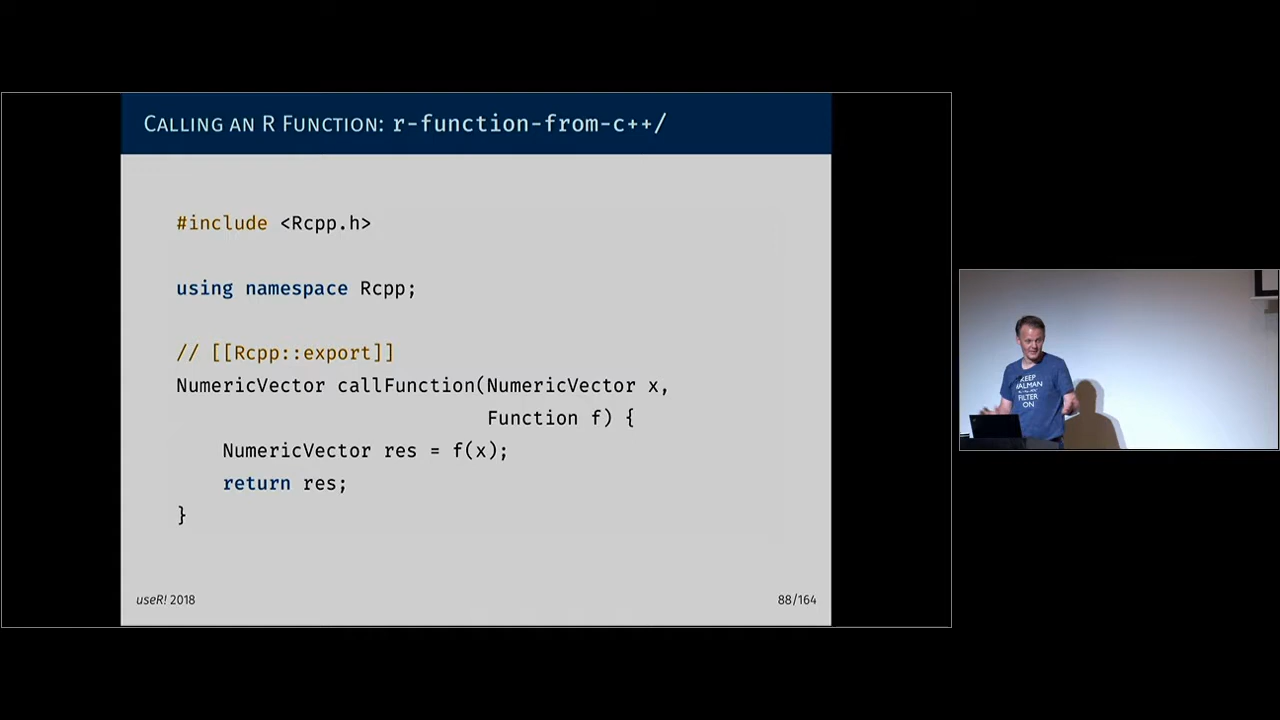 CALLING AN R FUNCTION: r-function-from-c++/
#include <Rcpp.h>
using namespace Rcpp;
// [[Rcpp::export]]
NumericVector callFunction(NumericVector x,
Function f) {
NumericVector res = f(x);
return res;
}
useR! 2018
88/164
KEEP
KALMAN
FILTER
ON